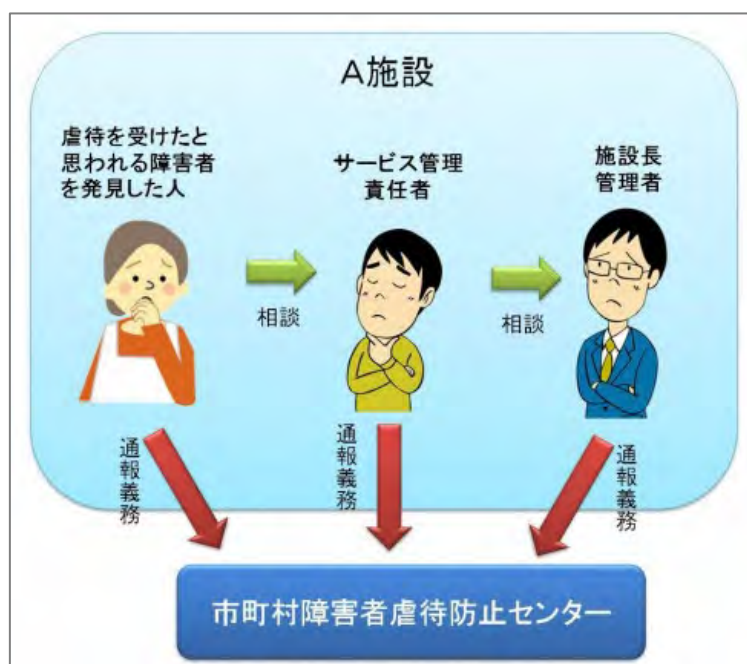 A施設
虐待を受けたと
思われる障害者
を発見した人
サービス管理
責任者
施設長
管理者
相談
相談
通報義務
通報義務
通報義務
市町村障害者虐待防止センター